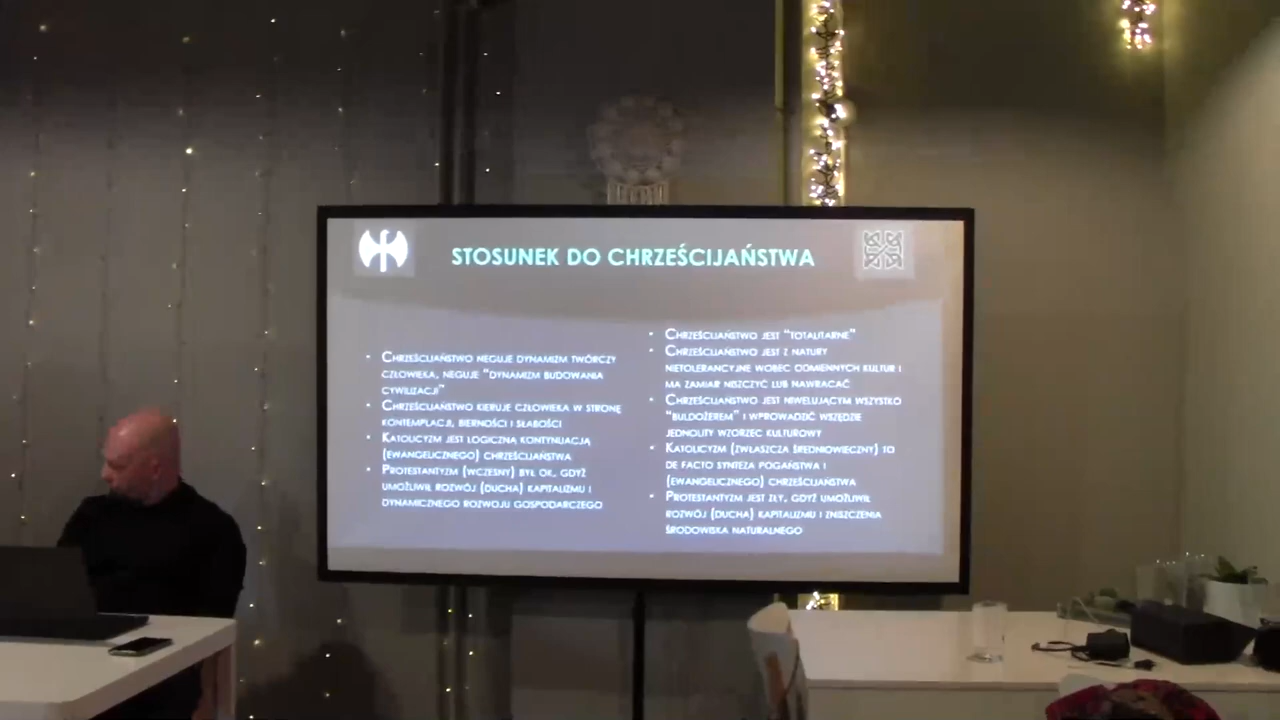 STOSUNEK DO CHRZEŚCIJAŃSTWA
• Chrześcijaństwo neguje dynamizm twórczy
człowieka, neguje "dynamizm budowania
cywilizacji"
• Chrześcijaństwo kieruje człowieka w stronę
kontemplacji, bierności i słabości
• Katolicyzm jest logiczną kontynuacją
(ewangelicznego) chrześcijaństwa
• Protestantyzm (wczesny) był ok, gdyż
umożliwił rozwój (ducha) kapitalizmu i
dynamicznego rozwoju gospodarczego
• Chrześcijaństwo jest "totalitarne"
• Chrześcijaństwo jest z natury
nietolerancyjne wobec odmiennych kultur i
ma zamiar niszczyć lub nawracać
• Chrześcijaństwo jest niwelującym wszystko
"buldożerem" i wprowadzić wszędzie
jednolity wzorzec kulturowy
• Katolicyzm (zwłaszcza średniowieczny) to
de facto synteza pogaństwa i
(ewangelicznego) chrześcijaństwa
• Protestantyzm jest zły, gdyż umożliwił
rozwój (ducha) kapitalizmu i zniszczenia
środowiska naturalnego